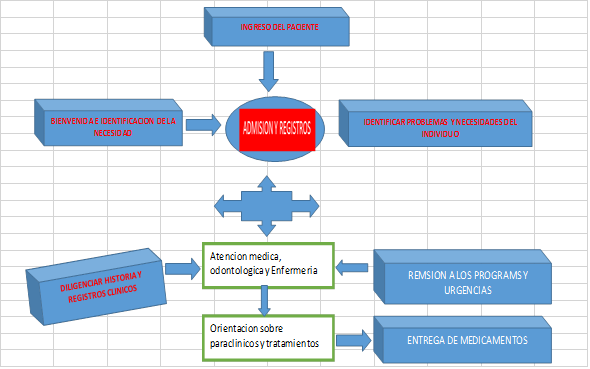 INGRESO DEL PACIENTE
BIENVENIDA E IDENTIFICACION DE LA
NECESIDAD
ADMISION Y REGISTROS
IDENTIFICAR PROBLEMAS Y NECESIDADES DEL
INDIVIDUO
Atencion medica,
odontologica y Enfermeria
DILIGENCIAR HISTORIA Y
REGISTROS CLINICOS
REMSION A LOS PROGRAMS Y
URGENCIAS
Orientacion sobre
paraclinicos y tratamientos
ENTREGA DE MEDICAMENTOS